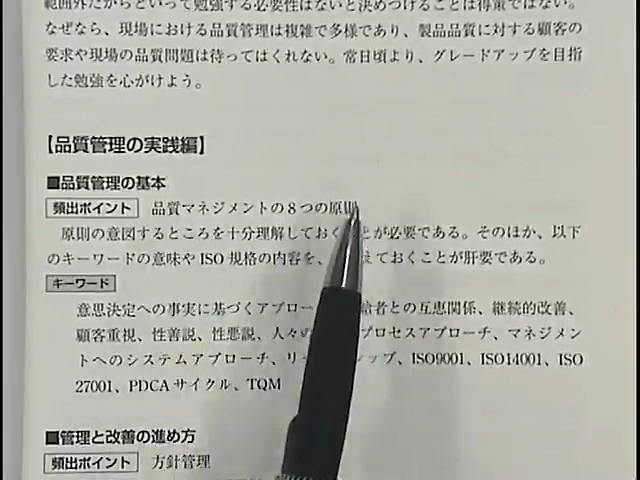 範囲外だからといって勉強する必要性はないと決めつけることは得策ではない。
なぜなら、現場における品質管理は複雑で多様であり、製品品質に対する顧客の
要求や現場の品質問題は待ってはくれない。常日頃より、グレードアップを目指
した勉強を心がけよう。
【品質管理の実践編】
■品質管理の基本
頻出ポイント 品質マネジメントの8つの原則
原則の意図するところを十分理解しておく とが必要である。そのほか、以下
のキーワードの意味や ISO 規格の内容を、 えておくことが肝要である。
キーワード
意思決定への事実に基づくアプロー 給者との互恵関係、継続的改善、
顧客重視、性善説、性悪説、人々の プロセスアプローチ、マネジメン
トへのシステムアプローチ、リ シップ、ISO9001、ISO14001、ISO
27001、PDCA サイクル、TQM
■管理と改善の進め方
頻出ポイント 方針管理